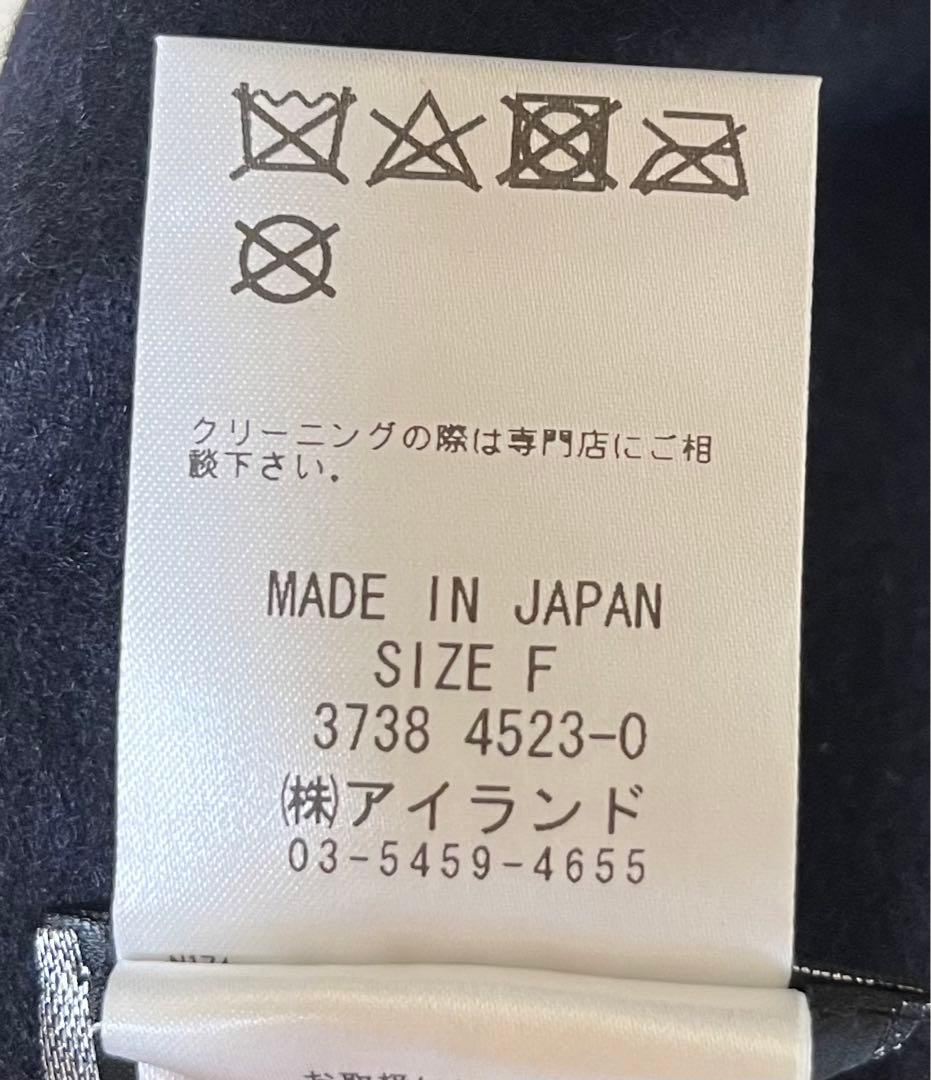 クリーニングの際は専門店にご相
談下さい。
MADE IN JAPAN
SIZE F
3738 4523-0
㈱アイランド
03-5459-4655